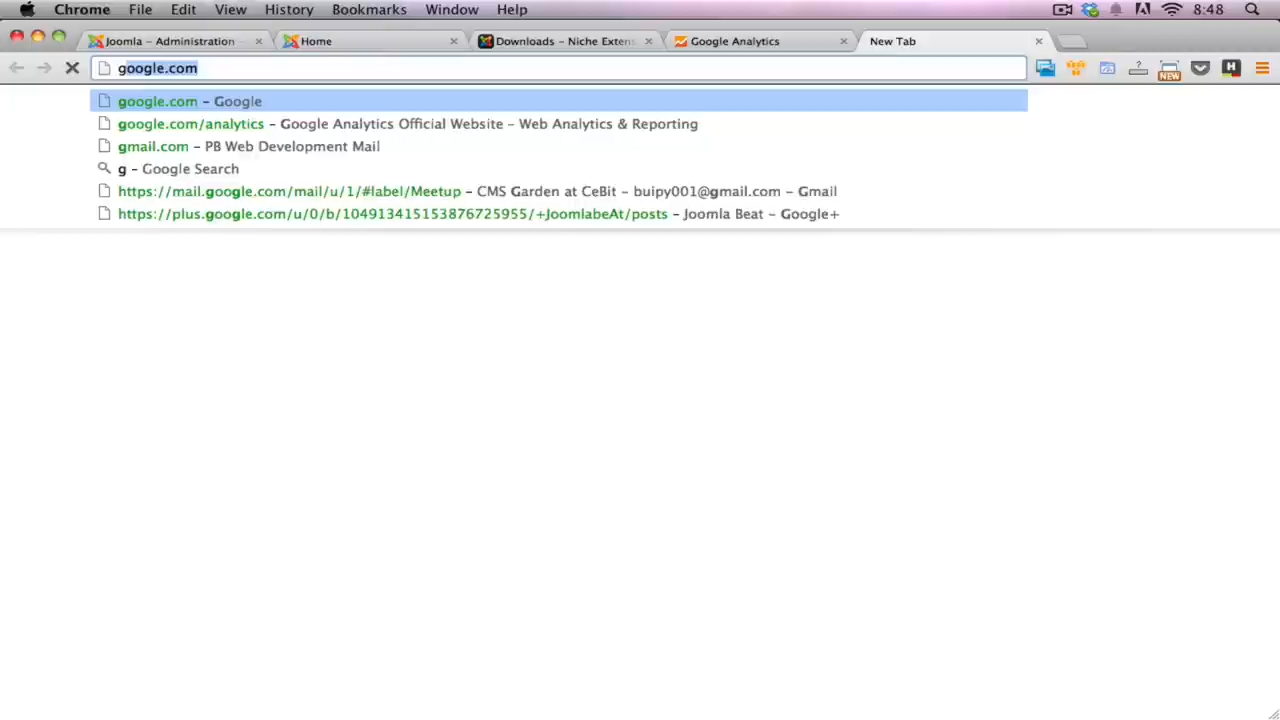 Chrome File Edit View History Bookmarks Window Help 8:48
Joomla - Administration Home Downloads - Niche Extens Google Analytics New Tab
google.com
NEW H
google.com - Google
google.com/analytics - Google Analytics Official Website - Web Analytics & Reporting
gmail.com - PB Web Development Mail
g - Google Search
https://mail.google.com/mail/u/1/#label/Meetup - CMS Garden at CeBit - buipy001@gmail.com - Gmail
https://plus.google.com/u/0/b/104913415153876725955/+JoomlabeAt/posts - Joomla Beat - Google+